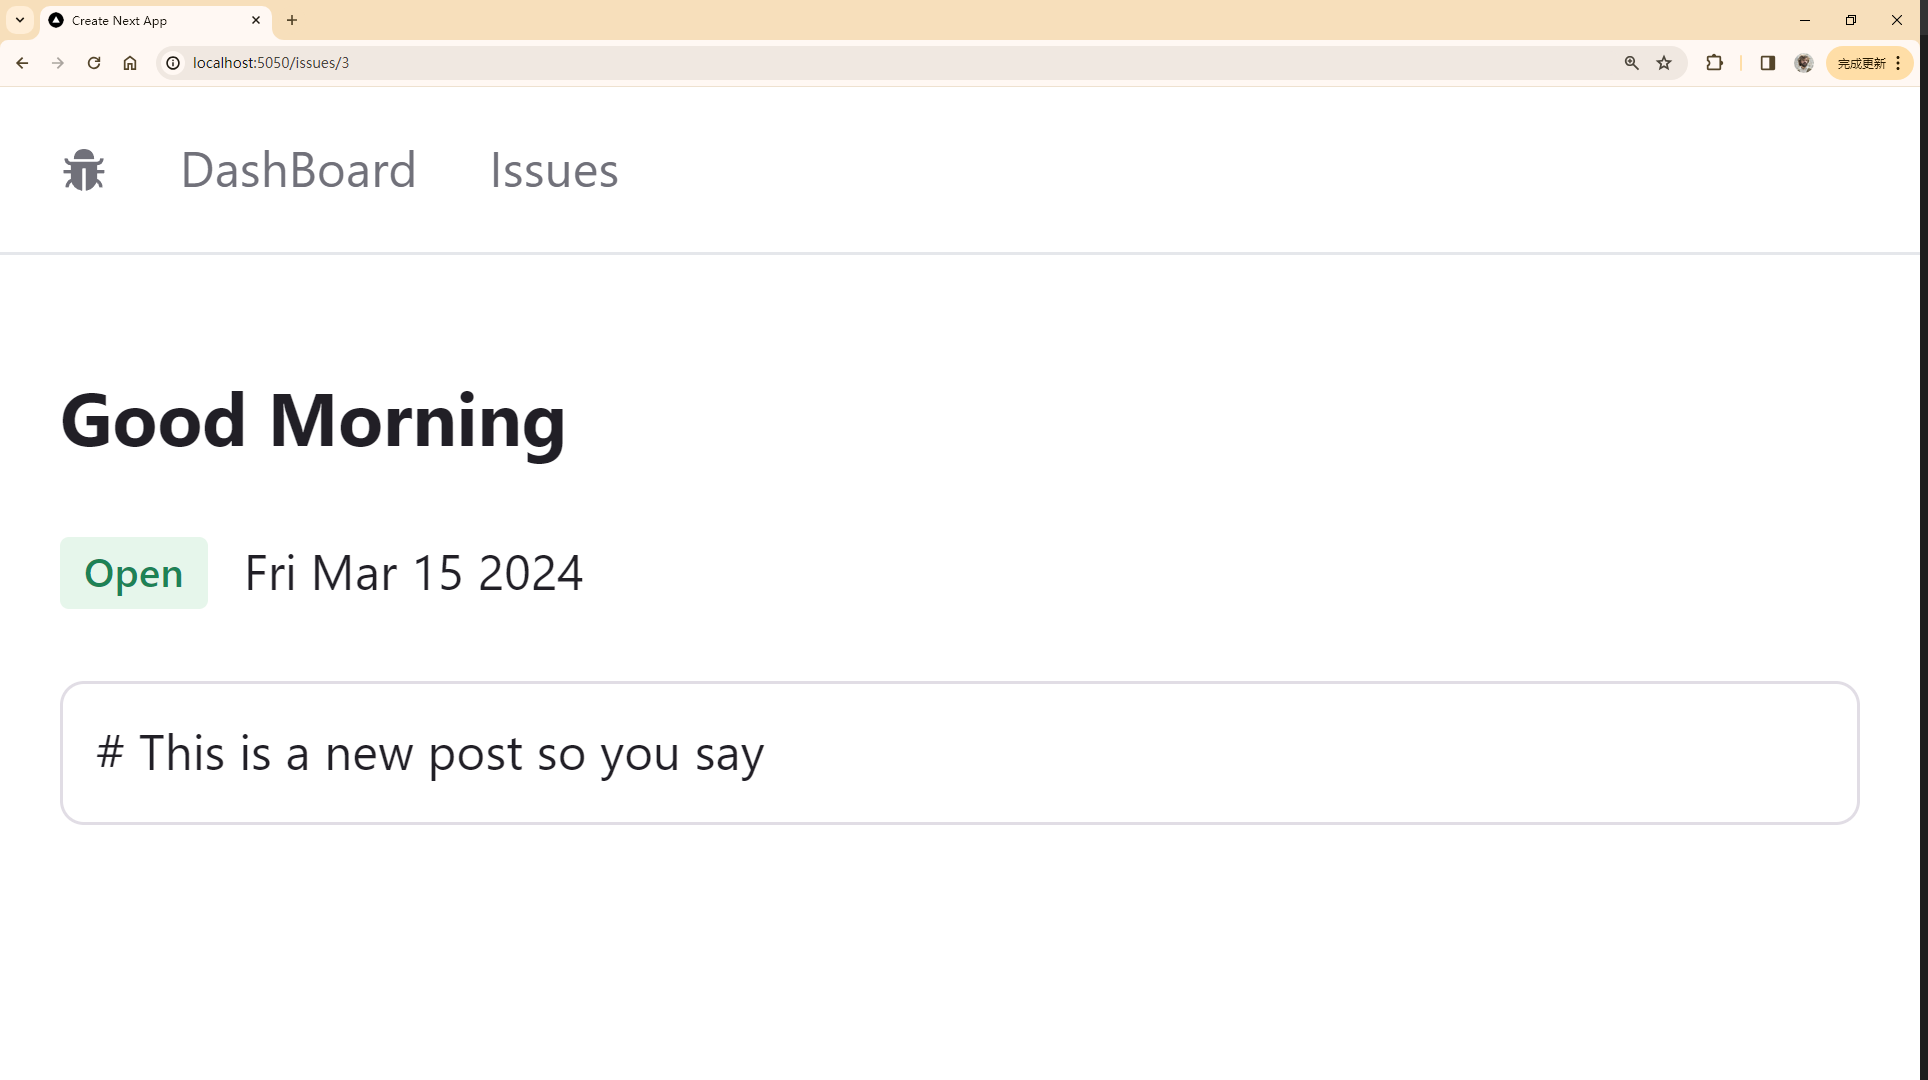 Create Next App
localhost:5050/issues/3
完成更新
DashBoard Issues
Good Morning
Open Fri Mar 15 2024
# This is a new post so you say